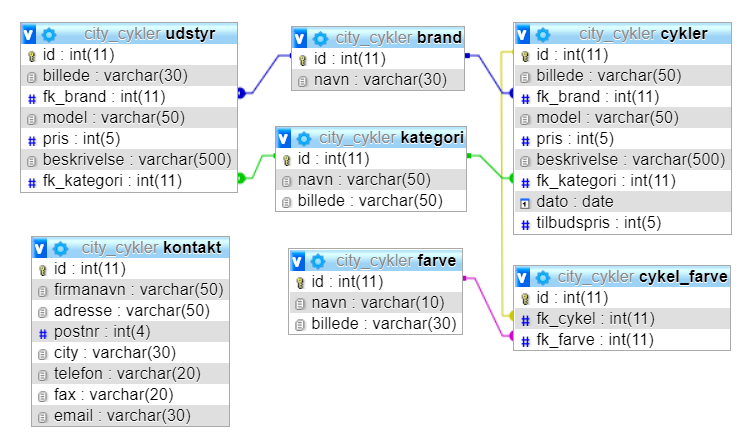 city_cykler udstyr
id : int(11)
billede : varchar(30)
fk_brand : int(11)
model : varchar(50)
pris : int(5)
beskrivelse : varchar(500)
fk_kategori : int(11)
city_cykler brand
id : int(11)
navn : varchar(30)
city_cykler cykler
id : int(11)
billede : varchar(50)
fk_brand : int(11)
model : varchar(50)
pris : int(5)
beskrivelse : varchar(500)
fk_kategori : int(11)
dato : date
tilbudspris : int(5)
city_cykler kategori
id : int(11)
navn : varchar(50)
billede : varchar(50)
city_cykler kontakt
id : int(11)
firmanavn : varchar(50)
adresse : varchar(50)
postnr : int(4)
city : varchar(30)
telefon : varchar(20)
fax : varchar(20)
email : varchar(30)
city_cykler farve
id : int(11)
navn : varchar(10)
billede : varchar(30)
city_cykler cykel_farve
id : int(11)
fk_cykel : int(11)
fk_farve : int(11)